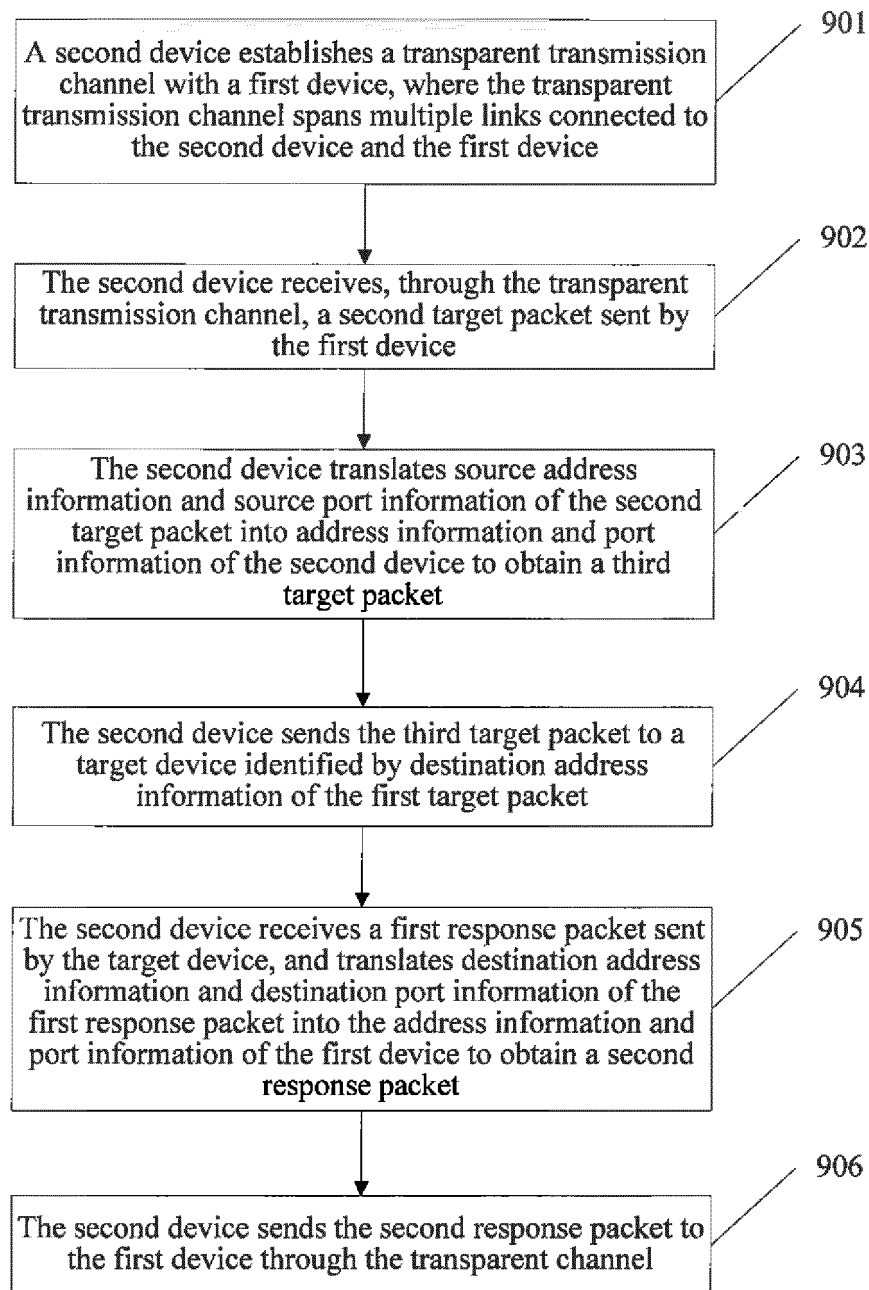 901
A second device establishes a transparent transmission
channel with a first device, where the transparent
transmission channel spans multiple links connected to
the second device and the first device
902
The second device receives, through the transparent
transmission channel, a second target packet sent by
the first device
903
The second device translates source address
information and source port information of the second
target packet into address information and port
information of the second device to obtain a third
target packet
904
The second device sends the third target packet to a
target device identified by destination address
information of the first target packet
905
The second device receives a first response packet sent
by the target device, and translates destination address
information and destination port information of the
first response packet into the address information and
port information of the first device to obtain a second
response packet
906
The second device sends the second response packet to
the first device through the transparent channel